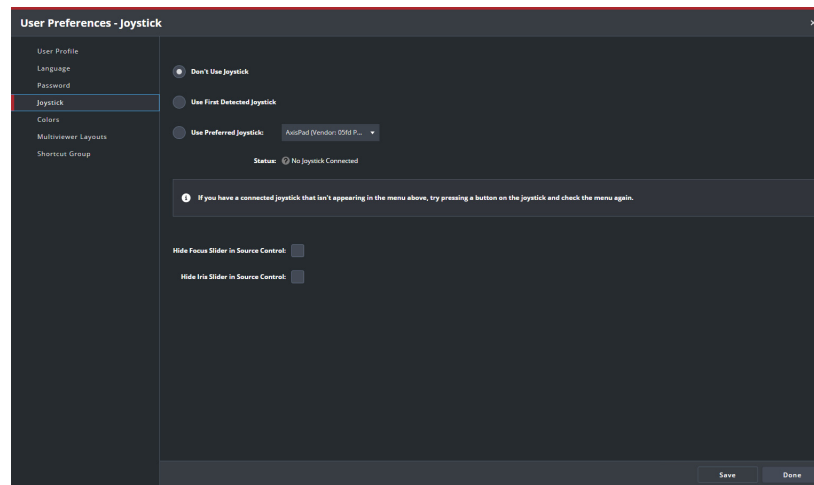 User Preferences - Joystick
User Profile
Language
Password
Joystick
Colors
Multiviewer Layouts
Shortcut Group
Don't Use Joystick
Use First Detected Joystick
Use Preferred Joystick: AxisPad (Vendor: 05fd P...
Status: No Joystick Connected
If you have a connected joystick that isn't appearing in the menu above, try pressing a button on the joystick and check the menu again.
Hide Focus Slider in Source Control:
Hide Iris Slider in Source Control:
Save Done